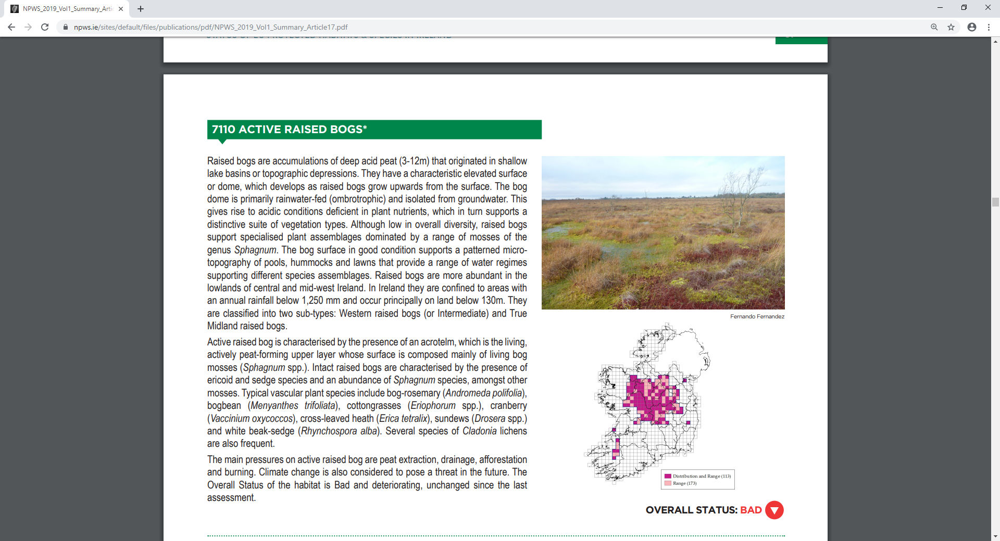 NPWS_2019_Vol1_Summary_Artic
npws.ie/sites/default/files/publications/pdf/NPWS_2019_Vol1_Summary_Article17.pdf
STATUS OF EU PROTECTED HABITATS & SPECIES IN IRELAND
7110 ACTIVE RAISED BOGS*
Raised bogs are accumulations of deep acid peat (3-12m) that originated in shallow
lake basins or topographic depressions. They have a characteristic elevated surface
or dome, which develops as raised bogs grow upwards from the surface. The bog
dome is primarily rainwater-fed (ombrotrophic) and isolated from groundwater. This
gives rise to acidic conditions deficient in plant nutrients, which in turn supports a
distinctive suite of vegetation types. Although low in overall diversity, raised bogs
support specialised plant assemblages dominated by a range of mosses of the
genus Sphagnum. The bog surface in good condition supports a patterned micro-
topography of pools, hummocks and lawns that provide a range of water regimes
supporting different species assemblages. Raised bogs are more abundant in the
lowlands of central and mid-west Ireland. In Ireland they are confined to areas with
an annual rainfall below 1,250 mm and occur principally on land below 130m. They
are classified into two sub-types: Western raised bogs (or Intermediate) and True
Midland raised bogs.
Active raised bog is characterised by the presence of an acrotelm, which is the living,
actively peat-forming upper layer whose surface is composed mainly of living bog
mosses (Sphagnum spp.). Intact raised bogs are characterised by the presence of
ericoid and sedge species and an abundance of Sphagnum species, amongst other
mosses. Typical vascular plant species include bog-rosemary (Andromeda polifolia),
bogbean (Menyanthes trifoliata), cottongrasses (Eriophorum spp.), cranberry
(Vaccinium oxycoccos), cross-leaved heath (Erica tetralix), sundews (Drosera spp.)
and white beak-sedge (Rhynchospora alba). Several species of Cladonia lichens
are also frequent.
The main pressures on active raised bog are peat extraction, drainage, afforestation
and burning. Climate change is also considered to pose a threat in the future. The
Overall Status of the habitat is Bad and deteriorating, unchanged since the last
assessment.
Fernando Fernandez
Distribution and Range (113)
Range (173)
OVERALL STATUS: BAD